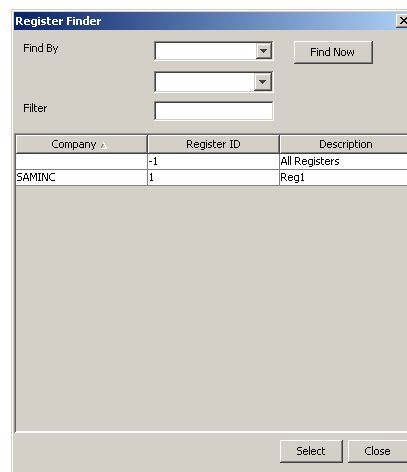 Register Finder
Find By
Find Now
Filter
Company Register ID Description
-1 All Registers
SAMINC 1 Reg1
Select Close